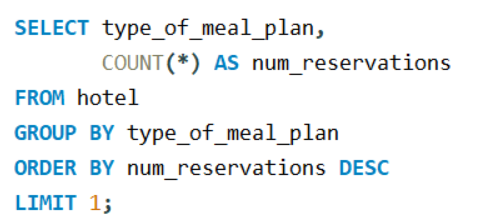 SELECT type_of_meal_plan,
COUNT(*) AS num_reservations
FROM hotel
GROUP BY type_of_meal_plan
ORDER BY num_reservations DESC
LIMIT 1;